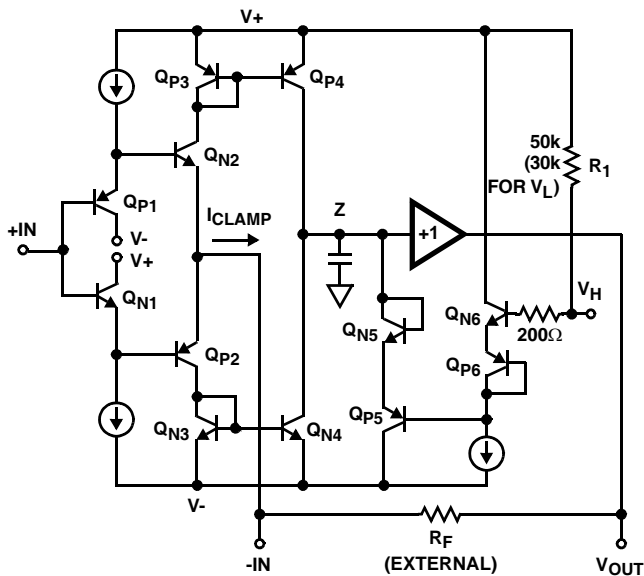 V+
QP3
QP4
QN2
50k
(30k
FOR VL)
R1
QP1
ICLAMP
Z
+1
+IN
V-
V+
VH
QN1
QN5
QN6
200Ω
QP2
QP6
QP5
QN3
QN4
V-
RF
-IN
(EXTERNAL)
VOUT